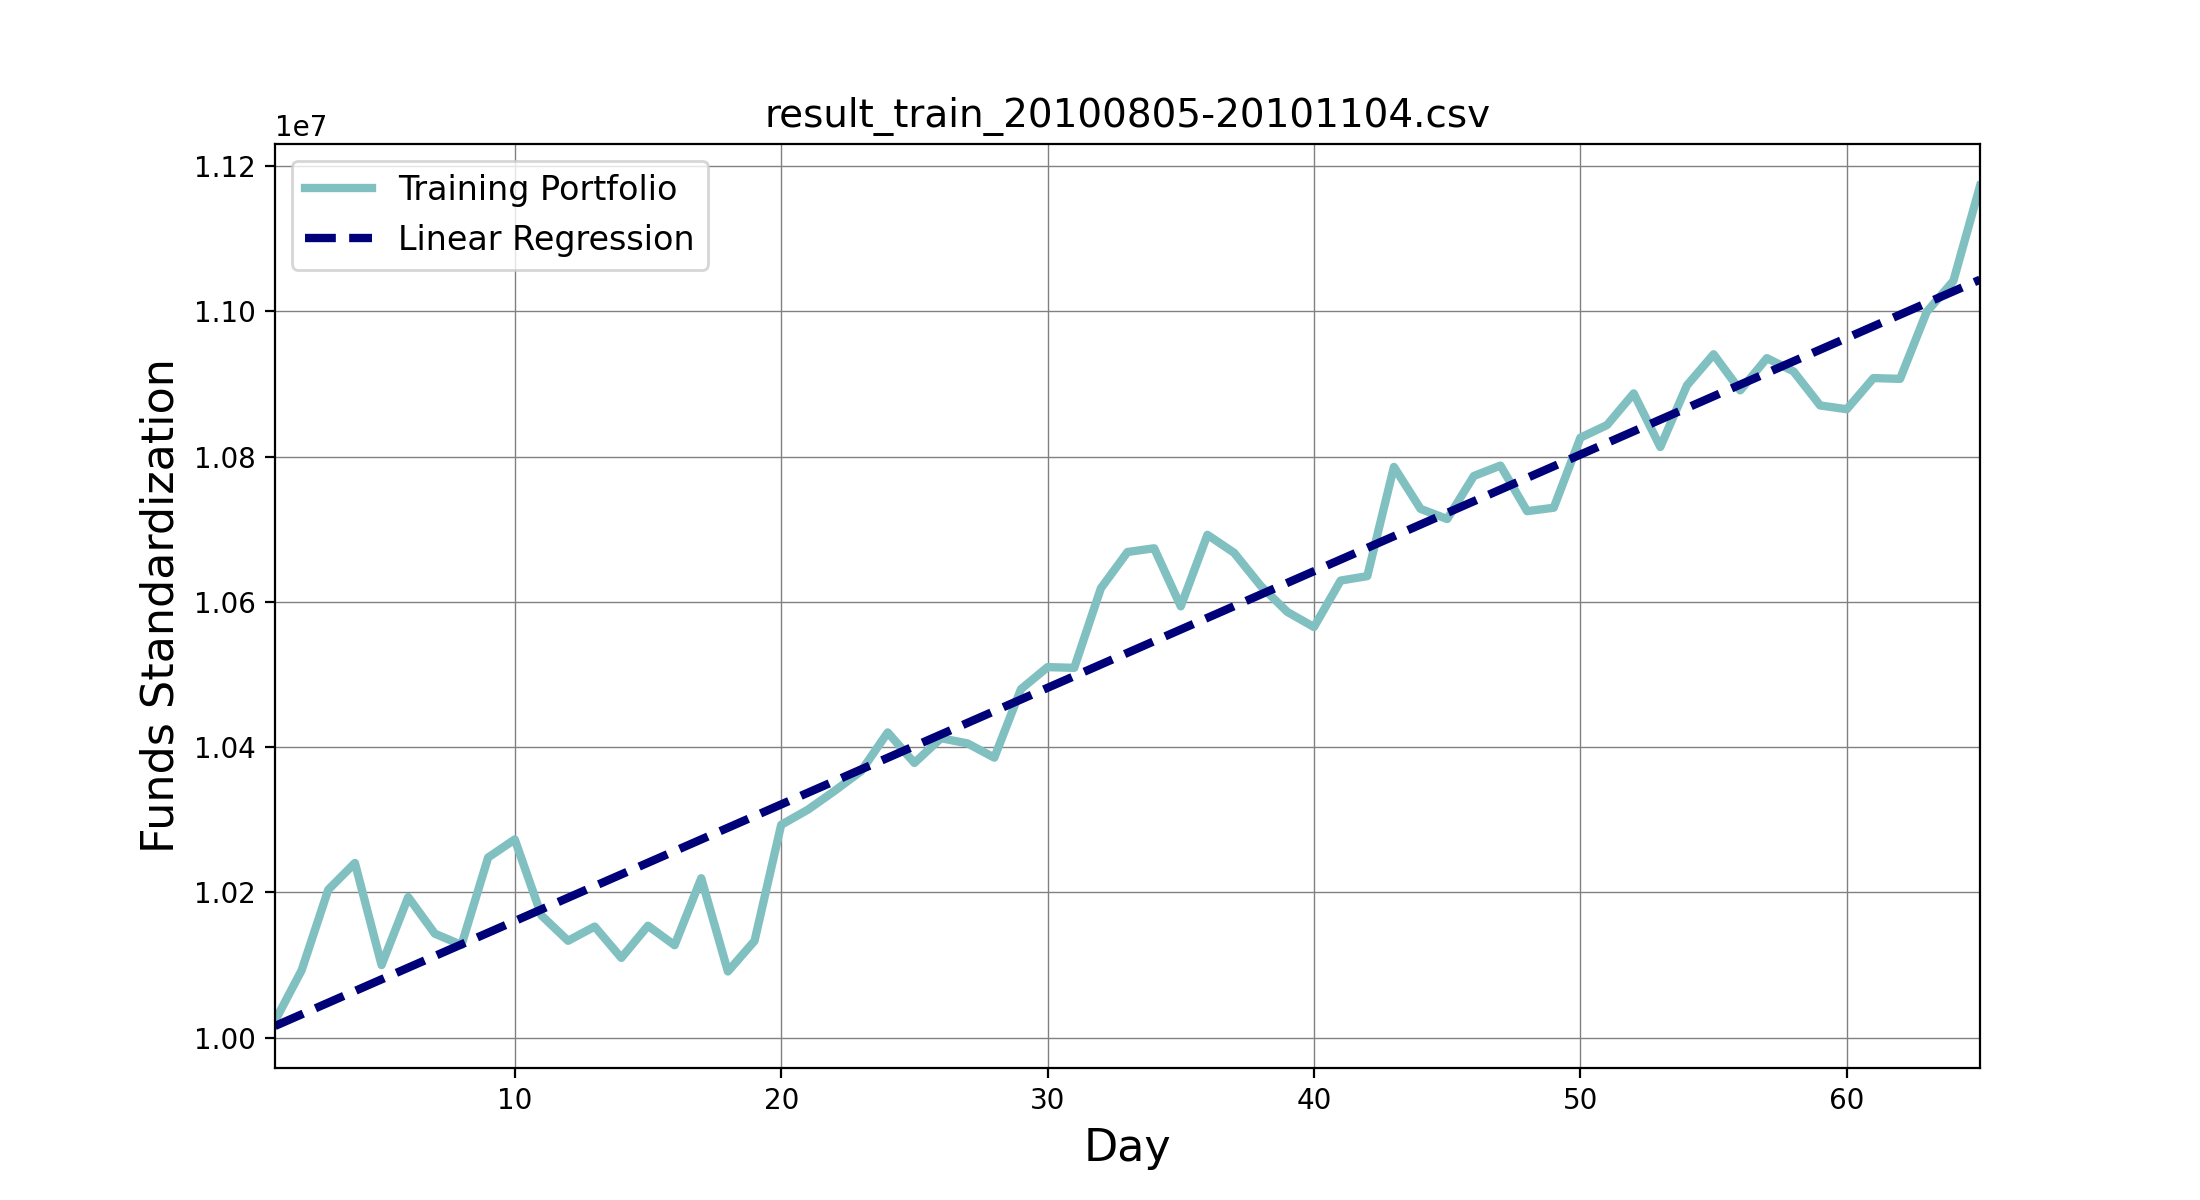 result_train_20100805-20101104.csv
1e7
1.12
1.10
1.08
1.06
1.04
1.02
1.00
Funds Standardization
Training Portfolio
Linear Regression
10 20 30 40 50 60
Day